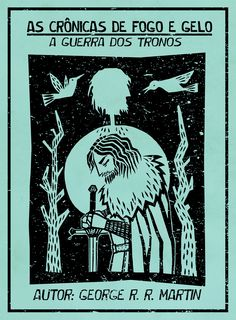 AS CRÔNICAS DE FOGO E GELO
A GUERRA DOS TRONOS
AUTOR: GEORGE R. R. MARTIN